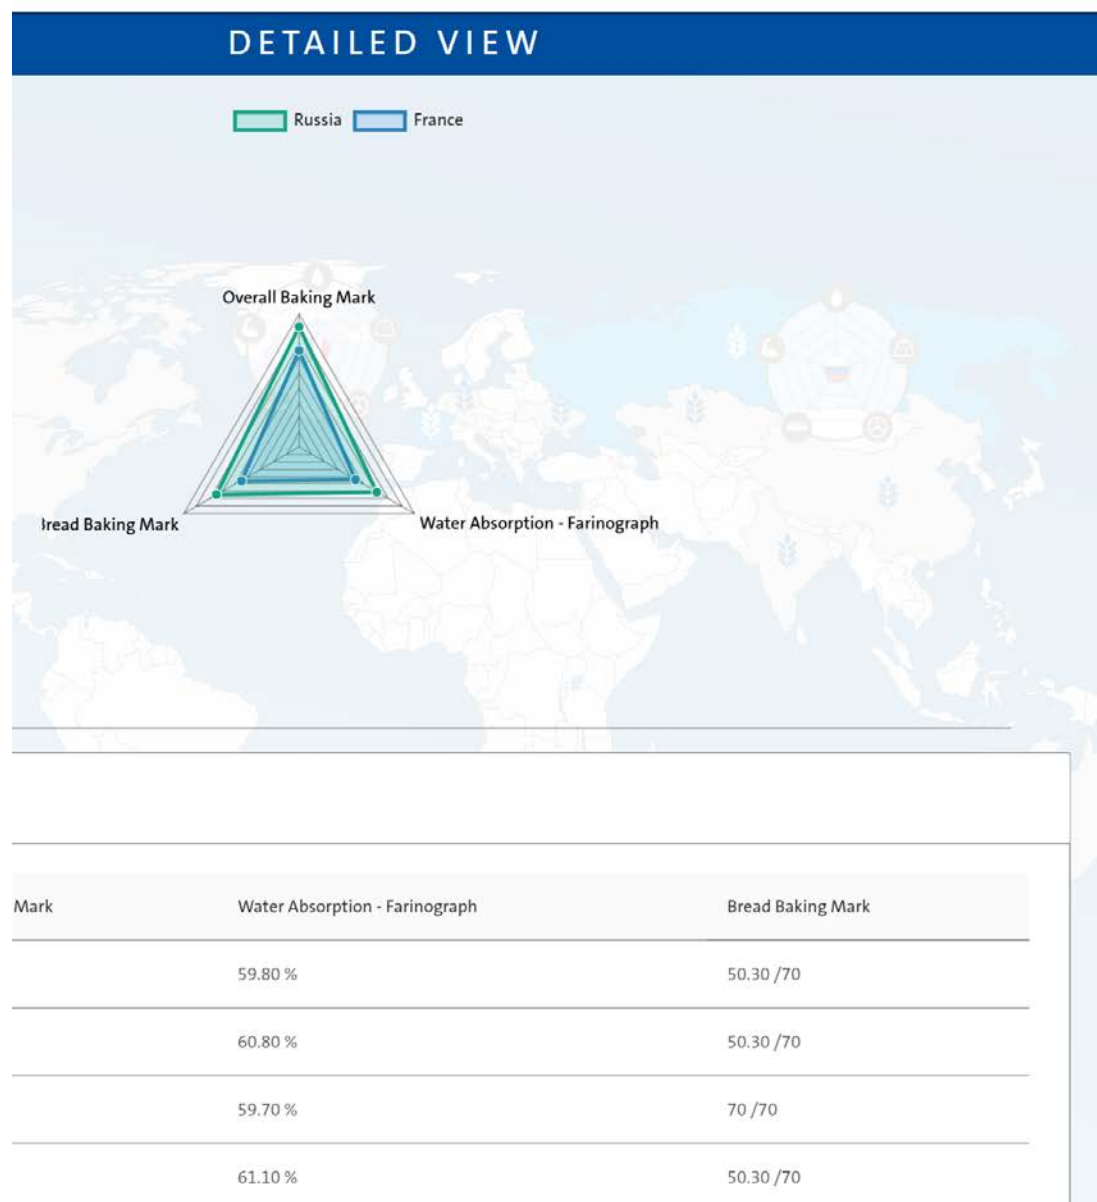 DETAILED VIEW
Russia France
Overall Baking Mark
Bread Baking Mark
Water Absorption - Farinograph
Mark Water Absorption - Farinograph Bread Baking Mark
59.80 % 50.30 /70
60.80 % 50.30 /70
59.70 % 70 /70
61.10 % 50.30 /70